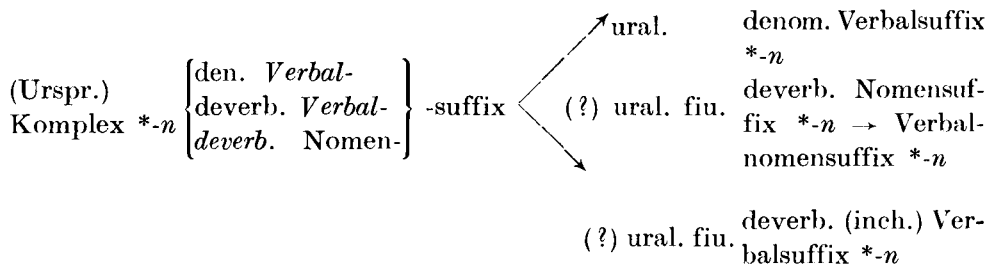 ural. denom. Verbalsuffix
*-n
(Urspr.)
Komplex *-n {den. Verbal-
deverb. Verbal-
deverb. Nomen-} -suffix
(?) ural. fiu. deverb. Nomensuf-
fix *-n → Verbal-
nomensuffix *-n
(?) ural. fiu. deverb. (inch.) Ver-
balsuffix *-n